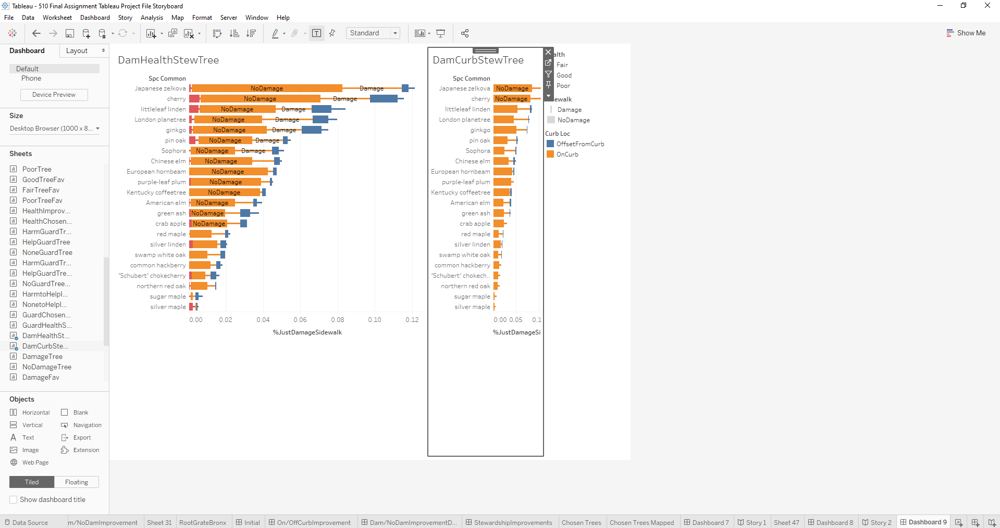 Tableau - 510 Final Assignment Tableau Project File Storyboard
File Data Worksheet Dashboard Story Analysis Map Format Server Window Help
Standard
Show Me
Dashboard Layout
Default
Phone
Device Preview
Size
Desktop Browser (1000 x 8...
Sheets
PoorTree
GoodTreeFav
FairTreeFav
PoorTreeFav
HealthImprov...
HealthChosen...
HarmGuardTr...
HelpGuardTree
NoneGuardTree
HarmGuardTr...
HelpGuardTre...
NoGuardTree...
HarmtoHelpI...
NonetoHelpI...
GuardChosen...
GuardHealthS...
DamHealthSt...
DamCurbSte...
DamageTree
NoDamageTree
DamageFav
Objects
Horizontal Blank
Vertical Navigation
Text Export
Image Extension
Web Page
Tiled Floating
Show dashboard title
DamHealthStewTree
Spc Common
Japanese zelkova NoDamage Damage
cherry NoDamage Damage
littleleaf linden NoDamage Damage
London planetree NoDamage Damage
ginkgo NoDamage Damage
pin oak NoDamage Damage
Sophora NoDamage Damage
Chinese elm NoDamage
European hornbeam NoDamage
purple-leaf plum NoDamage
Kentucky coffeetree NoDamage
American elm NoDamage
green ash NoDamage
crab apple NoDamage
red maple
silver linden
swamp white oak
common hackberry
'Schubert' chokecherry
northern red oak
sugar maple
silver maple
0.00 0.02 0.04 0.06 0.08 0.10 0.12
%JustDamageSidewalk
DamCurbStewTree
Spc Common
Japanese zelkova NoDamage
cherry NoDamage
littleleaf linden
London planetree
ginkgo
pin oak
Sophora
Chinese elm
European hornbeam
purple-leaf plum
Kentucky coffeetree
American elm
green ash
crab apple
red maple
silver linden
swamp white oak
common hackberry
'Schubert' chokech..
northern red oak
sugar maple
silver maple
0.00 0.05 0.1
%JustDamageSi
alth
Fair
Good
Poor
ewalk
Damage
NoDamage
Curb Loc
OffsetFromCurb
OnCurb
Data Source m/NoDamImprovement Sheet 31 RootGrateBronx Initial On/OffCurbImprovement Dam/NoDamImprovementD... StewardshipImprovements Chosen Trees Chosen Trees Mapped Dashboard 7 Story 1 Sheet 47 Dashboard 8 Story 2 Dashboard 9